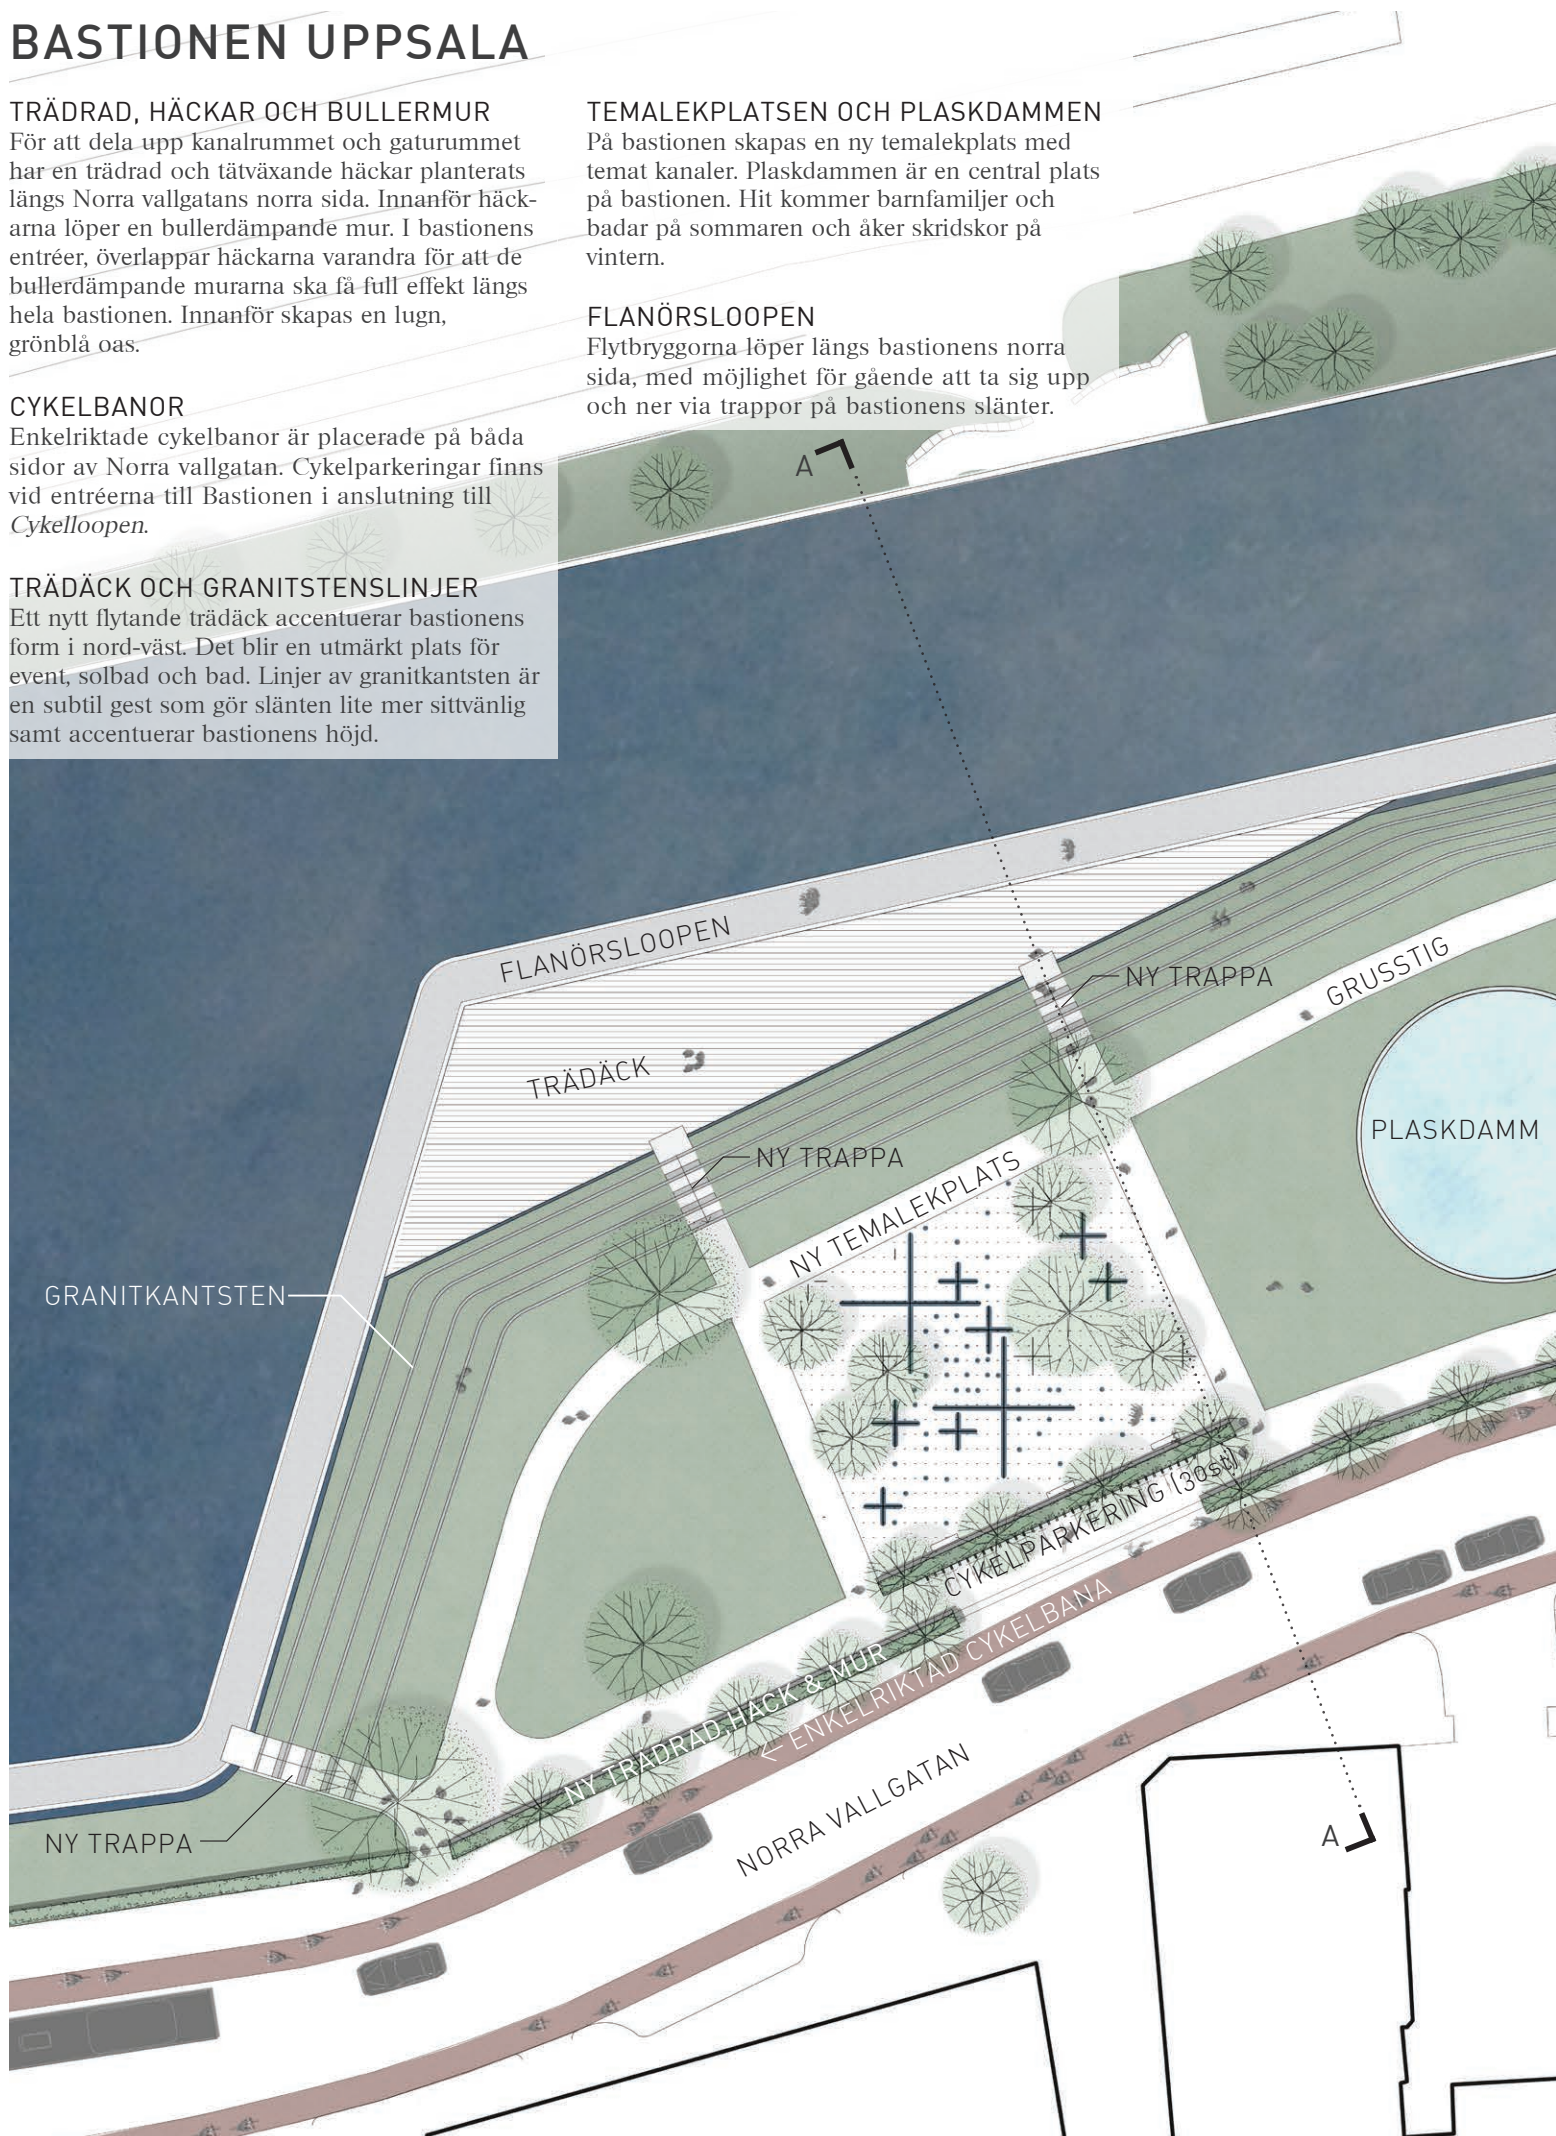 BASTIONEN UPPSALA
TRÄDRAD, HÄCKAR OCH BULLERMUR
För att dela upp kanalrummet och gaturummet
har en trädrad och tätväxande häckar planterats
längs Norra vallgatans norra sida. Innanför häck-
arna löper en bullerdämpande mur. I bastionens
entréer, överlappar häckarna varandra för att de
bullerdämpande murarna ska få full effekt längs
hela bastionen. Innanför skapas en lugn,
grönblå oas.
CYKELBANOR
Enkelriktade cykelbanor är placerade på båda
sidor av Norra vallgatan. Cykelparkeringar finns
vid entréerna till Bastionen i anslutning till
Cykelloopen.
TRÄDÄCK OCH GRANITSTENSLINJER
Ett nytt flytande trädäck accentuerar bastionens
form i nord-väst. Det blir en utmärkt plats för
event, solbad och bad. Linjer av granitkantsten är
en subtil gest som gör slänten lite mer sittvänlig
samt accentuerar bastionens höjd.
TEMALEKPLATSEN OCH PLASKDAMMEN
På bastionen skapas en ny temalekplats med
temat kanaler. Plaskdammen är en central plats
på bastionen. Hit kommer barnfamiljer och
badar på sommaren och åker skridskor på
vintern.
FLANÖRSLOOPEN
Flytbryggorna löper längs bastionens norra
sida, med möjlighet för gående att ta sig upp
och ner via trappor på bastionens slänter.
A
FLANÖRSLOOPEN
NY TRAPPA
GRUSSTIG
TRÄDÄCK
PLASKDAMM
NY TRAPPA
NY TEMALEKPLATS
GRANITKANTSTEN
CYKELPARKERING (30st)
← ENKELRIKTAD CYKELBANA
NY TRÄDRAD, HÄCK & MUR
NORRA VALLGATAN
NY TRAPPA
A